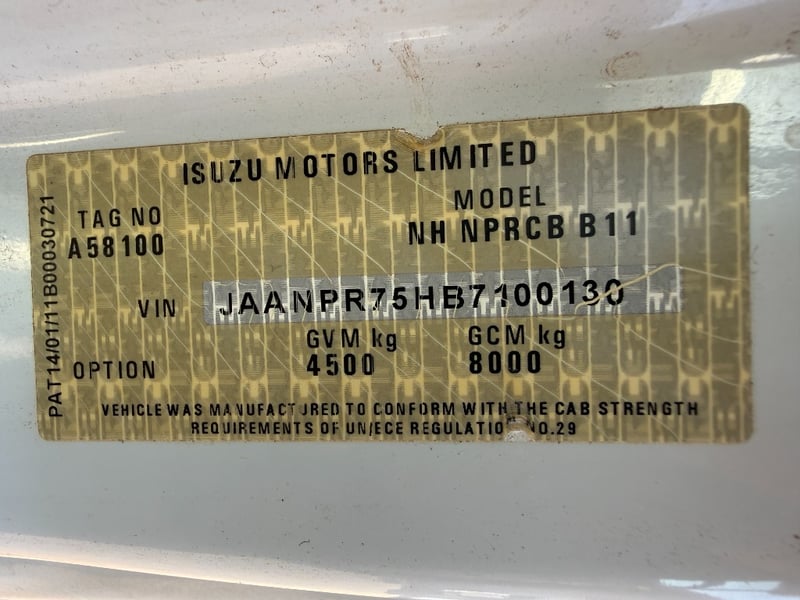 ISUZU MOTORS LIMITED
TAG NO
A58100
MODEL
NH NPRCB B11
VIN JAANPR75HB7100130
GVM kg
4500
GCM kg
8000
OPTION
VEHICLE WAS MANUFACTURED TO CONFORM WITH THE CAB STRENGTH
REQUIREMENTS OF UN/ECE REGULATION NO.29
PAT14/01/11B00030721